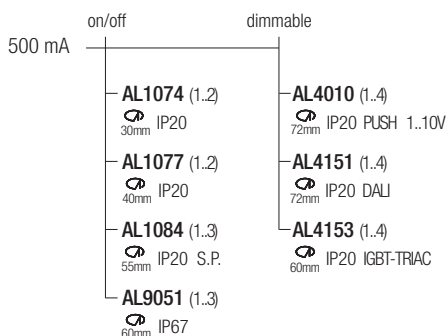 on/off dimmable
500 mA
AL1074 (1..2) AL4010 (1..4)
30mm IP20 72mm IP20 PUSH 1..10V
AL1077 (1..2) AL4151 (1..4)
40mm IP20 72mm IP20 DALI
AL1084 (1..3) AL4153 (1..4)
55mm IP20 S.P. 60mm IP20 IGBT-TRIAC
AL9051 (1..3)
60mm IP67